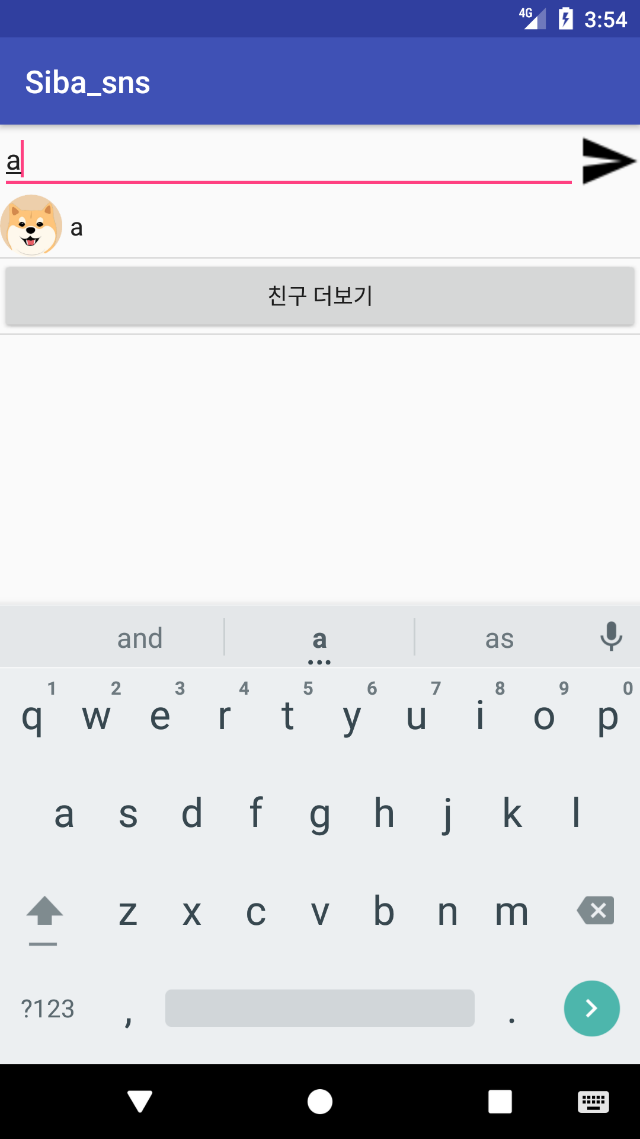 4G 3:54
Siba_sns
a
a
친구 더보기
and a as
1 2 3 4 5 6 7 8 9 0
q w e r t y u i o p
a s d f g h j k l
z x c v b n m
?123 , .